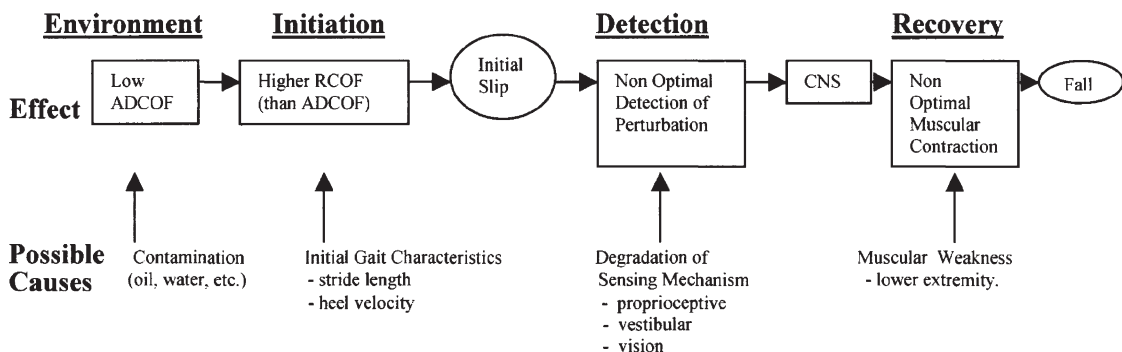 Environment
Initiation
Detection
Recovery
Effect
Low
ADCOF
Higher RCOF
(than ADCOF)
Initial
Slip
Non Optimal
Detection of
Perturbation
CNS
Non
Optimal
Muscular
Contraction
Fall
Possible
Causes
Contamination
(oil, water, etc.)
Initial Gait Characteristics
- stride length
- heel velocity
Degradation of
Sensing Mechanism
- proprioceptive
- vestibular
- vision
Muscular Weakness
- lower extremity.